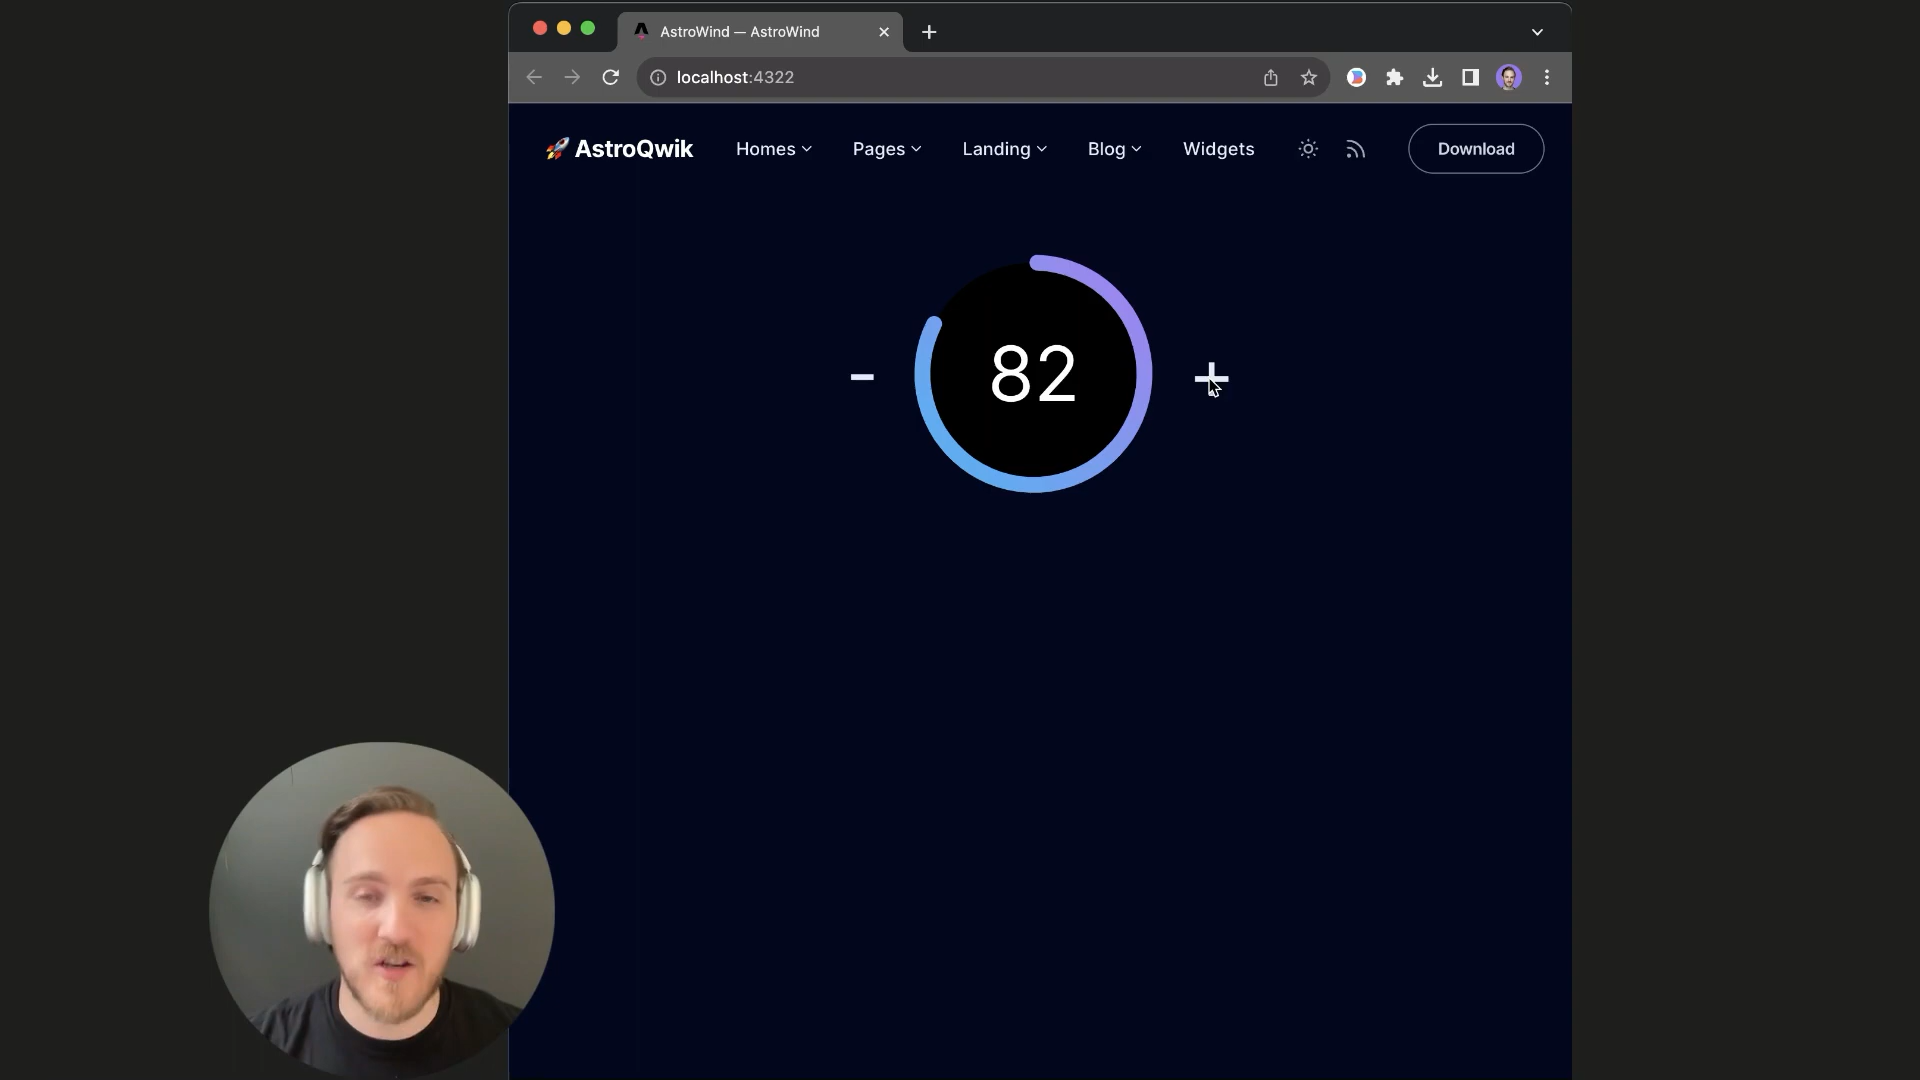 AstroWind — AstroWind
localhost:4322
AstroQwik
Homes
Pages
Landing
Blog
Widgets
Download
-
82
+